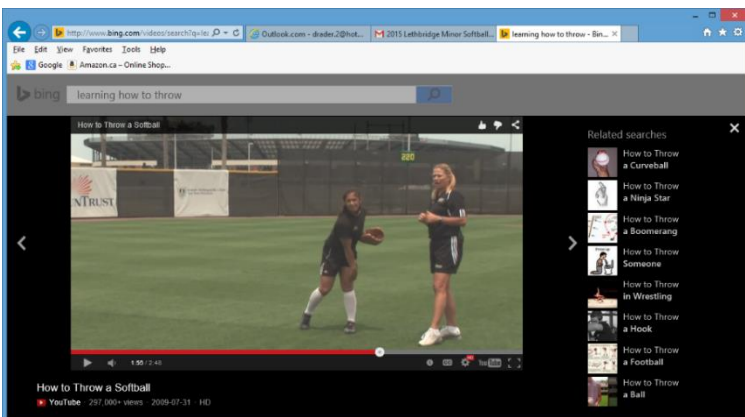 http://www.bing.com/videos/search?q=lea
Outlook.com - drader.2@hot...
2015 Lethbridge Minor Softball...
learning how to throw - Bin...
File Edit View Favorites Tools Help
Google Amazon.ca – Online Shop...
bing learning how to throw
How to Throw a Softball
220
ENTRUST
1:55 / 2:48
YouTube
How to Throw a Softball
YouTube · 297,000+ views · 2009-07-31 · HD
Related searches
How to Throw
a Curveball
How to Throw
a Ninja Star
How to Throw
a Boomerang
How to Throw
Someone
How to Throw
in Wrestling
How to Throw
a Hook
How to Throw
a Football
How to Throw
a Ball